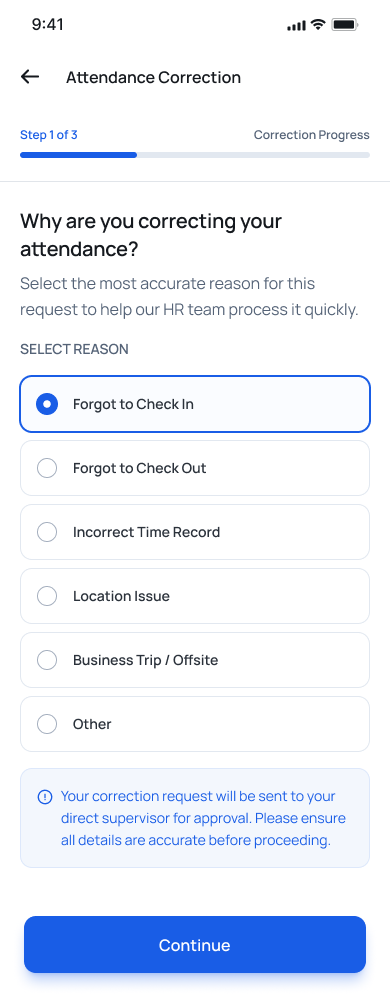 9:41
Attendance Correction
Step 1 of 3
Correction Progress
Why are you correcting your
attendance?
Select the most accurate reason for this
request to help our HR team process it quickly.
SELECT REASON
Forgot to Check In
Forgot to Check Out
Incorrect Time Record
Location Issue
Business Trip / Offsite
Other
Your correction request will be sent to your
direct supervisor for approval. Please ensure
all details are accurate before proceeding.
Continue